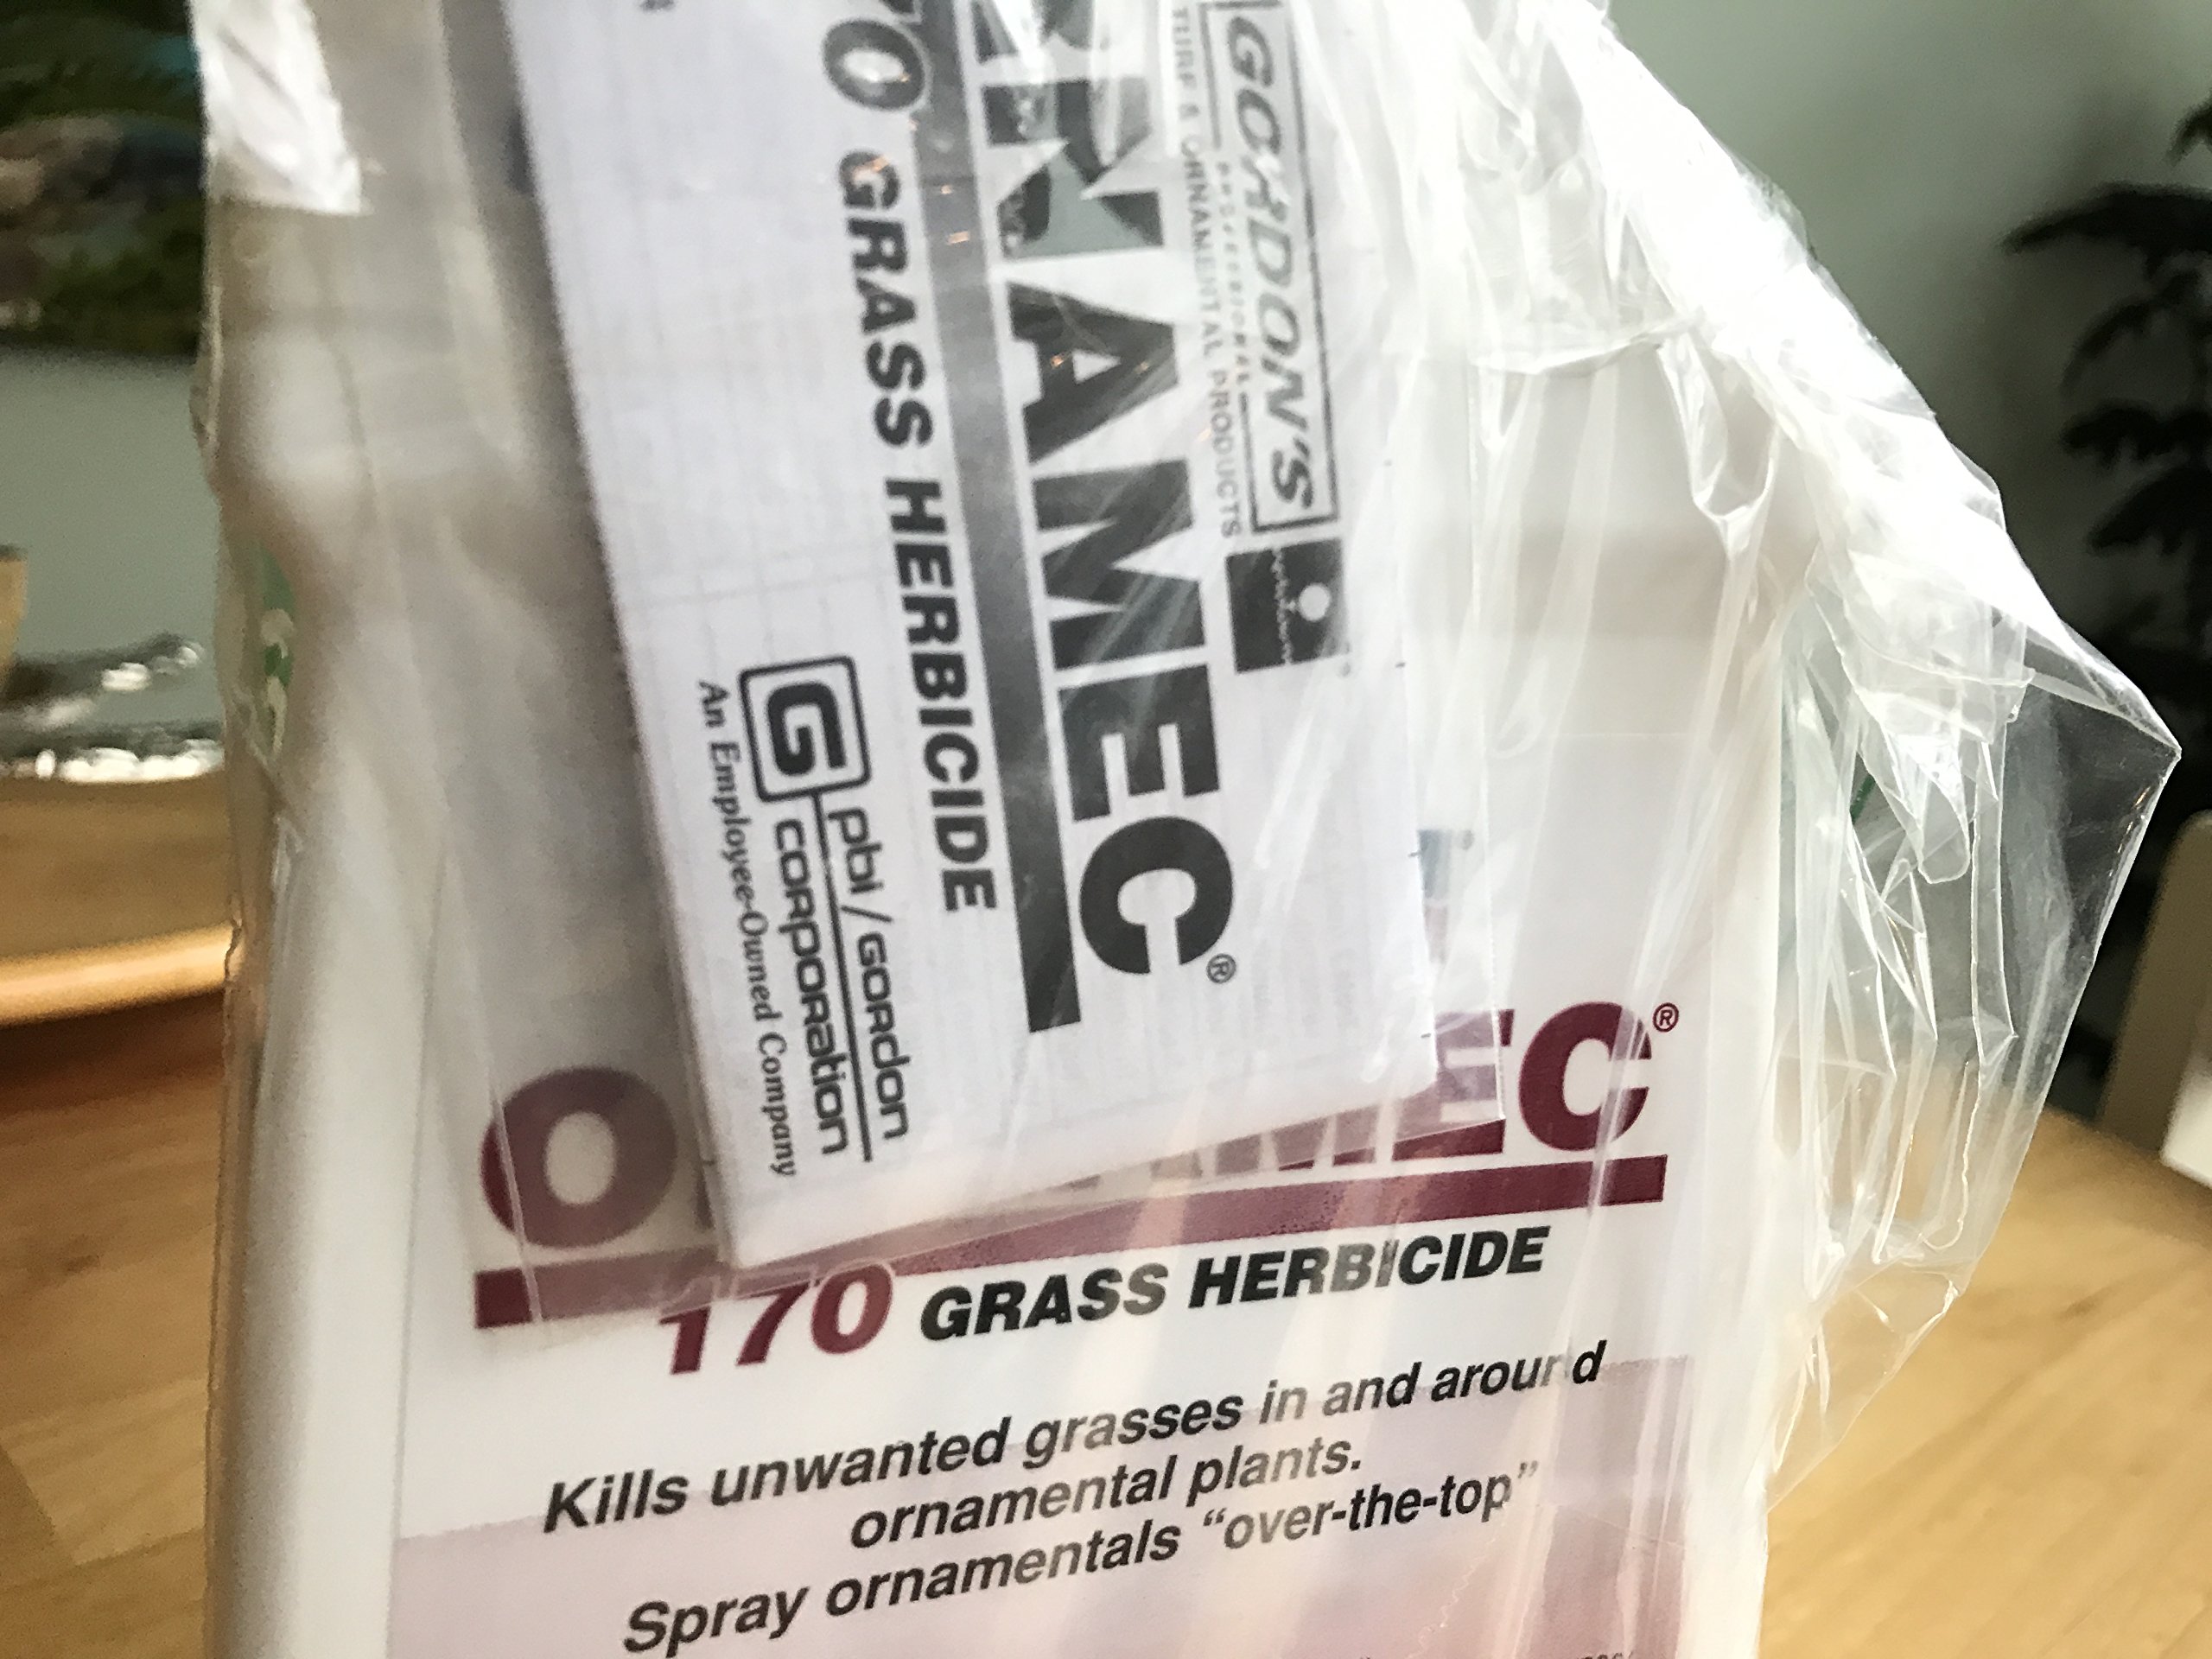 GORDON'S
PROFESSIONAL
TURF & ORNAMENTAL PRODUCTS
GRASS HERBICIDE
G pbi/GORDON
CORPORATION
An Employee-Owned Company
170 GRASS HERBICIDE
Kills unwanted grasses in and around
ornamental plants.
Spray ornamentals “over-the-top”